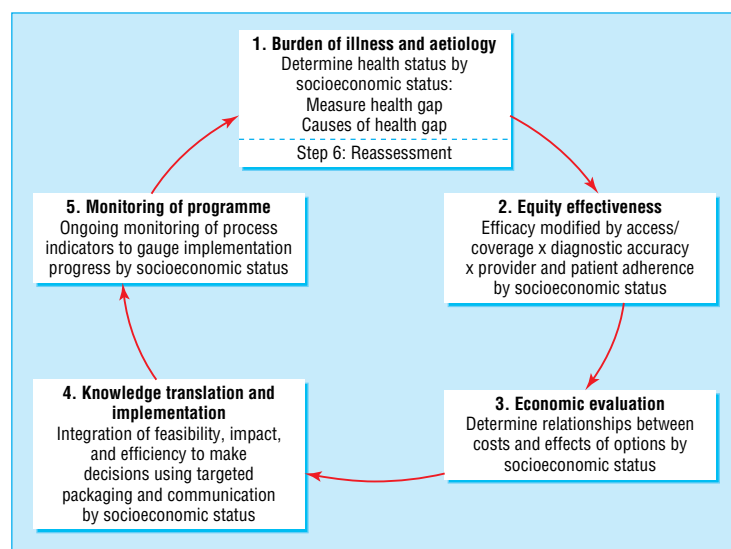 1. Burden of illness and aetiology
Determine health status by
socioeconomic status:
Measure health gap
Causes of health gap
Step 6: Reassessment
2. Equity effectiveness
Efficacy modified by access/
coverage x diagnostic accuracy
x provider and patient adherence
by socioeconomic status
3. Economic evaluation
Determine relationships between
costs and effects of options by
socioeconomic status
4. Knowledge translation and
implementation
Integration of feasibility, impact,
and efficiency to make
decisions using targeted
packaging and communication
by socioeconomic status
5. Monitoring of programme
Ongoing monitoring of process
indicators to gauge implementation
progress by socioeconomic status